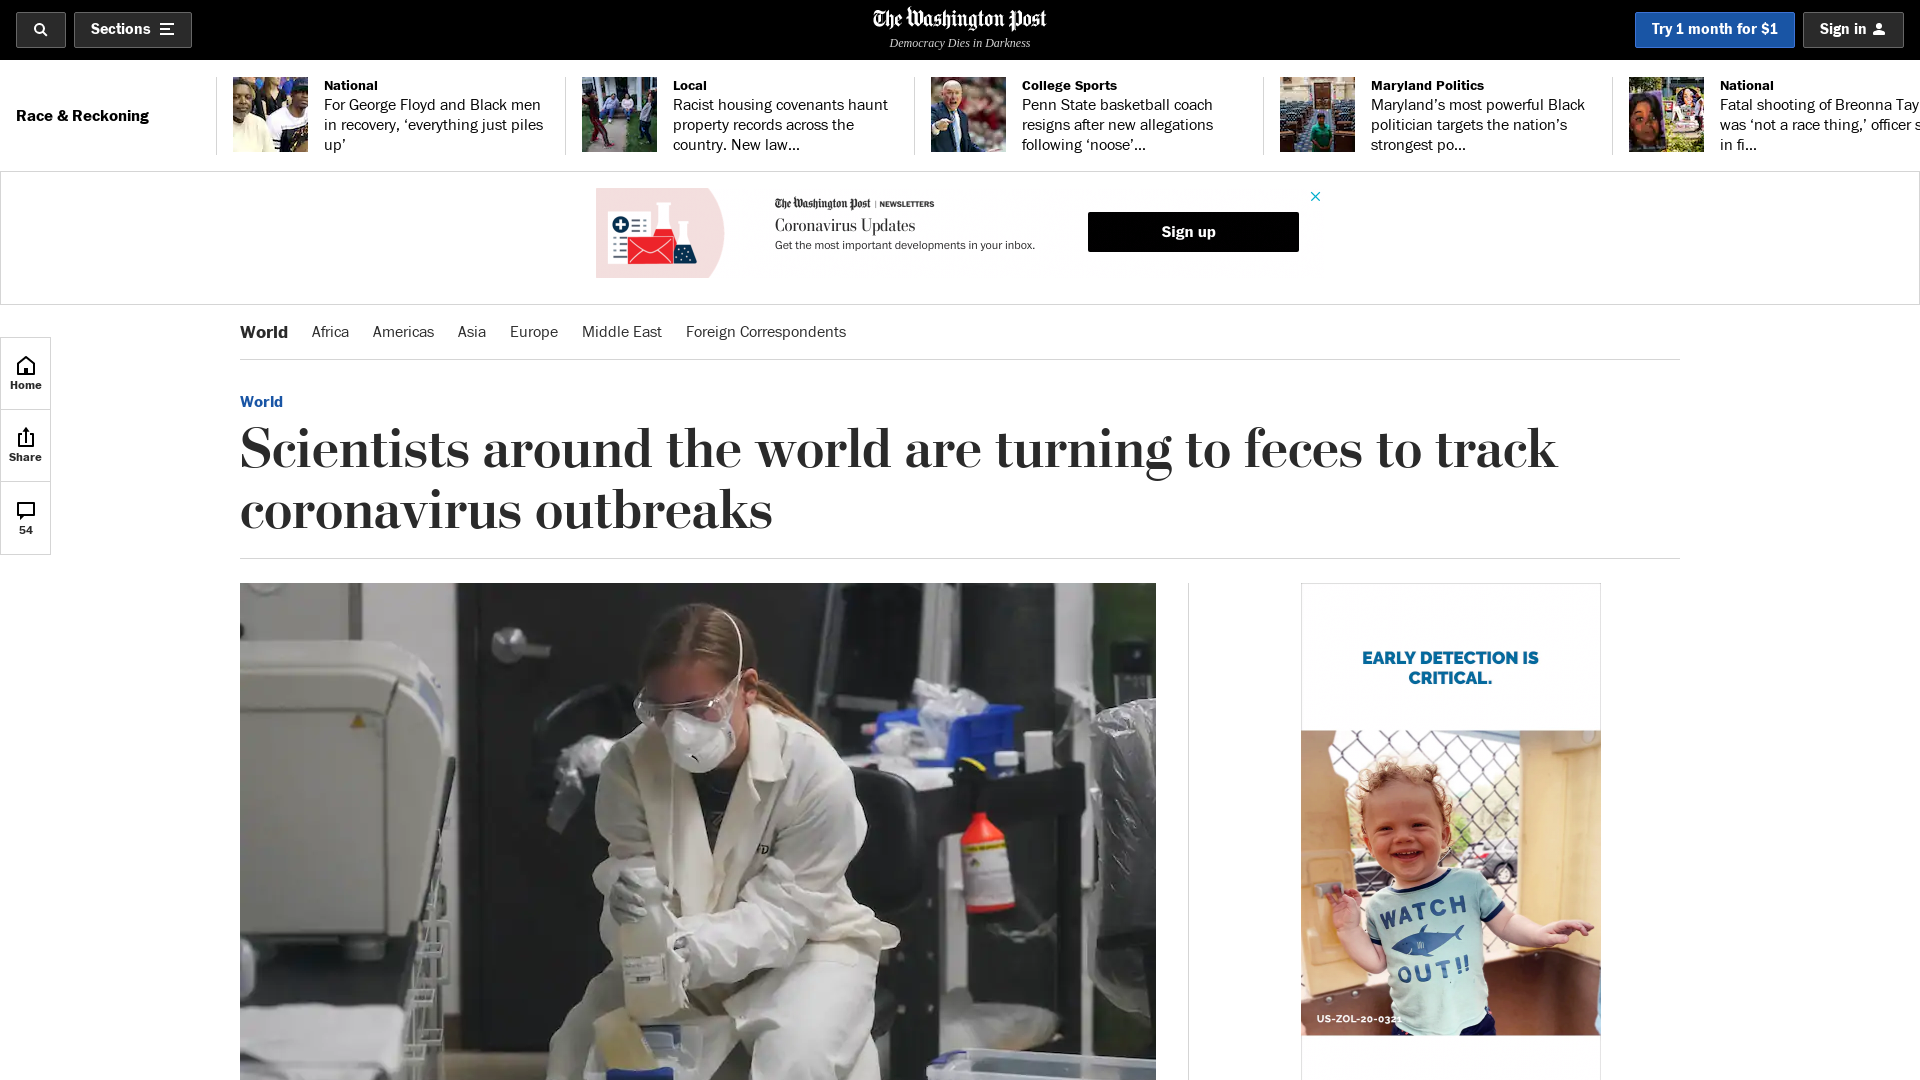 Sections
The Washington Post
Democracy Dies in Darkness
Try 1 month for $1
Sign in
Race & Reckoning
National
For George Floyd and Black men
in recovery, ‘everything just piles
up’
Local
Racist housing covenants haunt
property records across the
country. New law...
College Sports
Penn State basketball coach
resigns after new allegations
following ‘noose’...
Maryland Politics
Maryland’s most powerful Black
politician targets the nation’s
strongest po...
National
Fatal shooting of Breonna Tay
was ‘not a race thing,’ officer s
in fi...
The Washington Post | NEWSLETTERS
Coronavirus Updates
Get the most important developments in your inbox.
Sign up
World Africa Americas Asia Europe Middle East Foreign Correspondents
Home
Share
54
World
Scientists around the world are turning to feces to track
coronavirus outbreaks
EARLY DETECTION IS
CRITICAL.
WATCH
OUT!!
US-ZOL-20-0321